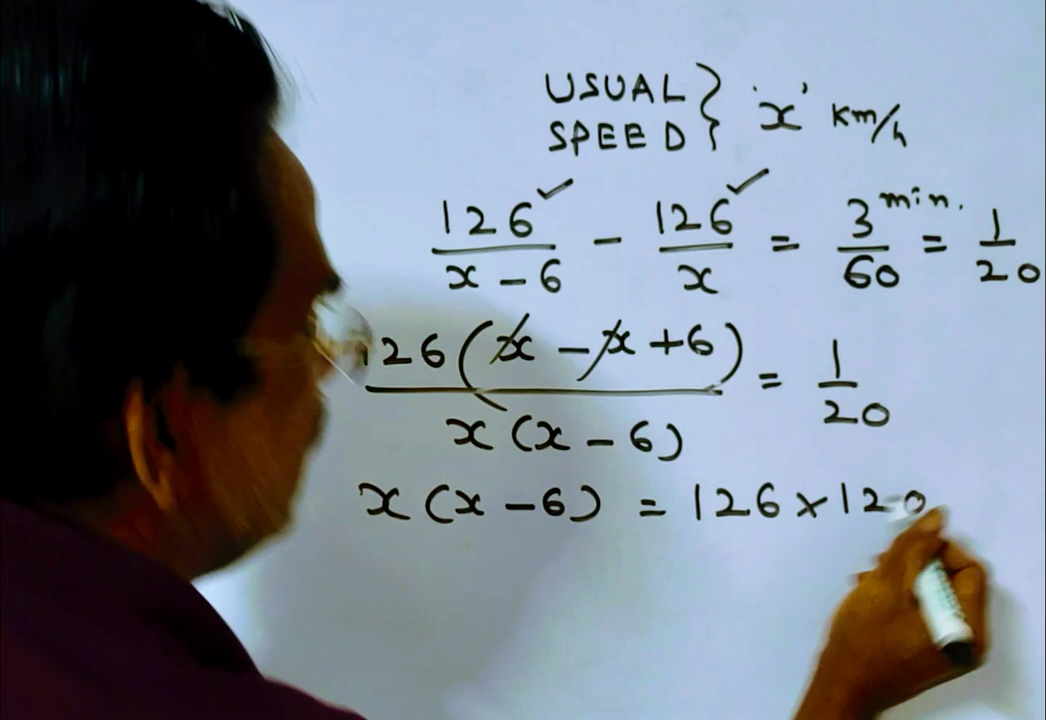 USUAL
SPEED } 'x' km/h
126/(x - 6) - 126/x = 3 min./60 = 1/20
126(x - x + 6)/x(x - 6) = 1/20
x(x - 6) = 126 × 120